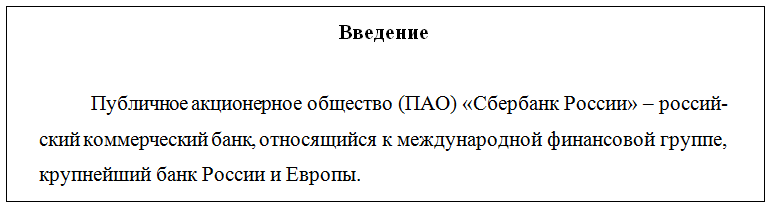 Введение
Публичное акционерное общество (ПАО) «Сбербанк России» – россий-
ский коммерческий банк, относящийся к международной финансовой группе,
крупнейший банк России и Европы.